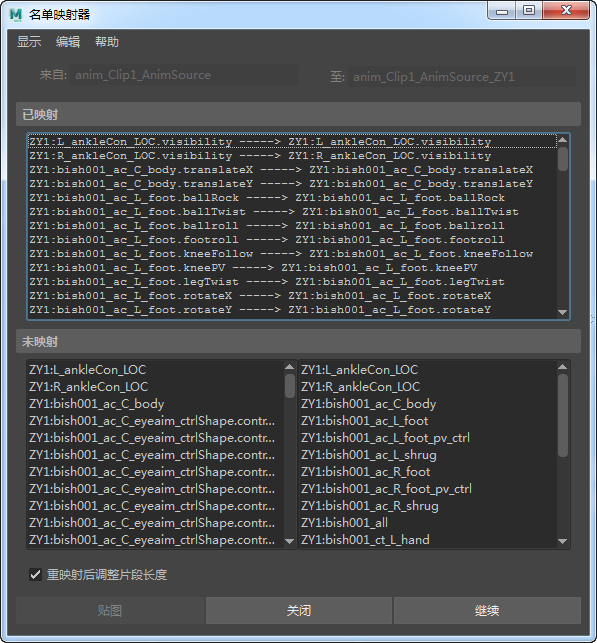 名单映射器
显示 编辑 帮助
来自: anim_Clip1_AnimSource 至: anim_Clip1_AnimSource_ZY1
已映射
ZY1:L_ankleCon_LOC.visibility -----> ZY1:L_ankleCon_LOC.visibility
ZY1:R_ankleCon_LOC.visibility -----> ZY1:R_ankleCon_LOC.visibility
ZY1:bish001_ac_C_body.translateX -----> ZY1:bish001_ac_C_body.translateX
ZY1:bish001_ac_C_body.translateY -----> ZY1:bish001_ac_C_body.translateY
ZY1:bish001_ac_L_foot.ballRock -----> ZY1:bish001_ac_L_foot.ballRock
ZY1:bish001_ac_L_foot.ballTwist -----> ZY1:bish001_ac_L_foot.ballTwist
ZY1:bish001_ac_L_foot.ballroll -----> ZY1:bish001_ac_L_foot.ballroll
ZY1:bish001_ac_L_foot.footroll -----> ZY1:bish001_ac_L_foot.footroll
ZY1:bish001_ac_L_foot.kneeFollow -----> ZY1:bish001_ac_L_foot.kneeFollow
ZY1:bish001_ac_L_foot.kneePV -----> ZY1:bish001_ac_L_foot.kneePV
ZY1:bish001_ac_L_foot.legTwist -----> ZY1:bish001_ac_L_foot.legTwist
ZY1:bish001_ac_L_foot.rotateX -----> ZY1:bish001_ac_L_foot.rotateX
ZY1:bish001_ac_L_foot.rotateY -----> ZY1:bish001_ac_L_foot.rotateY
未映射
ZY1:L_ankleCon_LOC
ZY1:R_ankleCon_LOC
ZY1:bish001_ac_C_body
ZY1:bish001_ac_C_eyeaim_ctrlShape.contr...
ZY1:bish001_ac_C_eyeaim_ctrlShape.contr...
ZY1:bish001_ac_C_eyeaim_ctrlShape.contr...
ZY1:bish001_ac_C_eyeaim_ctrlShape.contr...
ZY1:bish001_ac_C_eyeaim_ctrlShape.contr...
ZY1:bish001_ac_C_eyeaim_ctrlShape.contr...
ZY1:bish001_ac_C_eyeaim_ctrlShape.contr...
ZY1:bish001_ac_C_eyeaim_ctrlShape.contr...
ZY1:L_ankleCon_LOC
ZY1:R_ankleCon_LOC
ZY1:bish001_ac_C_body
ZY1:bish001_ac_L_foot
ZY1:bish001_ac_L_foot_pv_ctrl
ZY1:bish001_ac_L_shrug
ZY1:bish001_ac_R_foot
ZY1:bish001_ac_R_foot_pv_ctrl
ZY1:bish001_ac_R_shrug
ZY1:bish001_all
ZY1:bish001_ct_L_hand
重映射后调整片段长度
贴图 关闭 继续